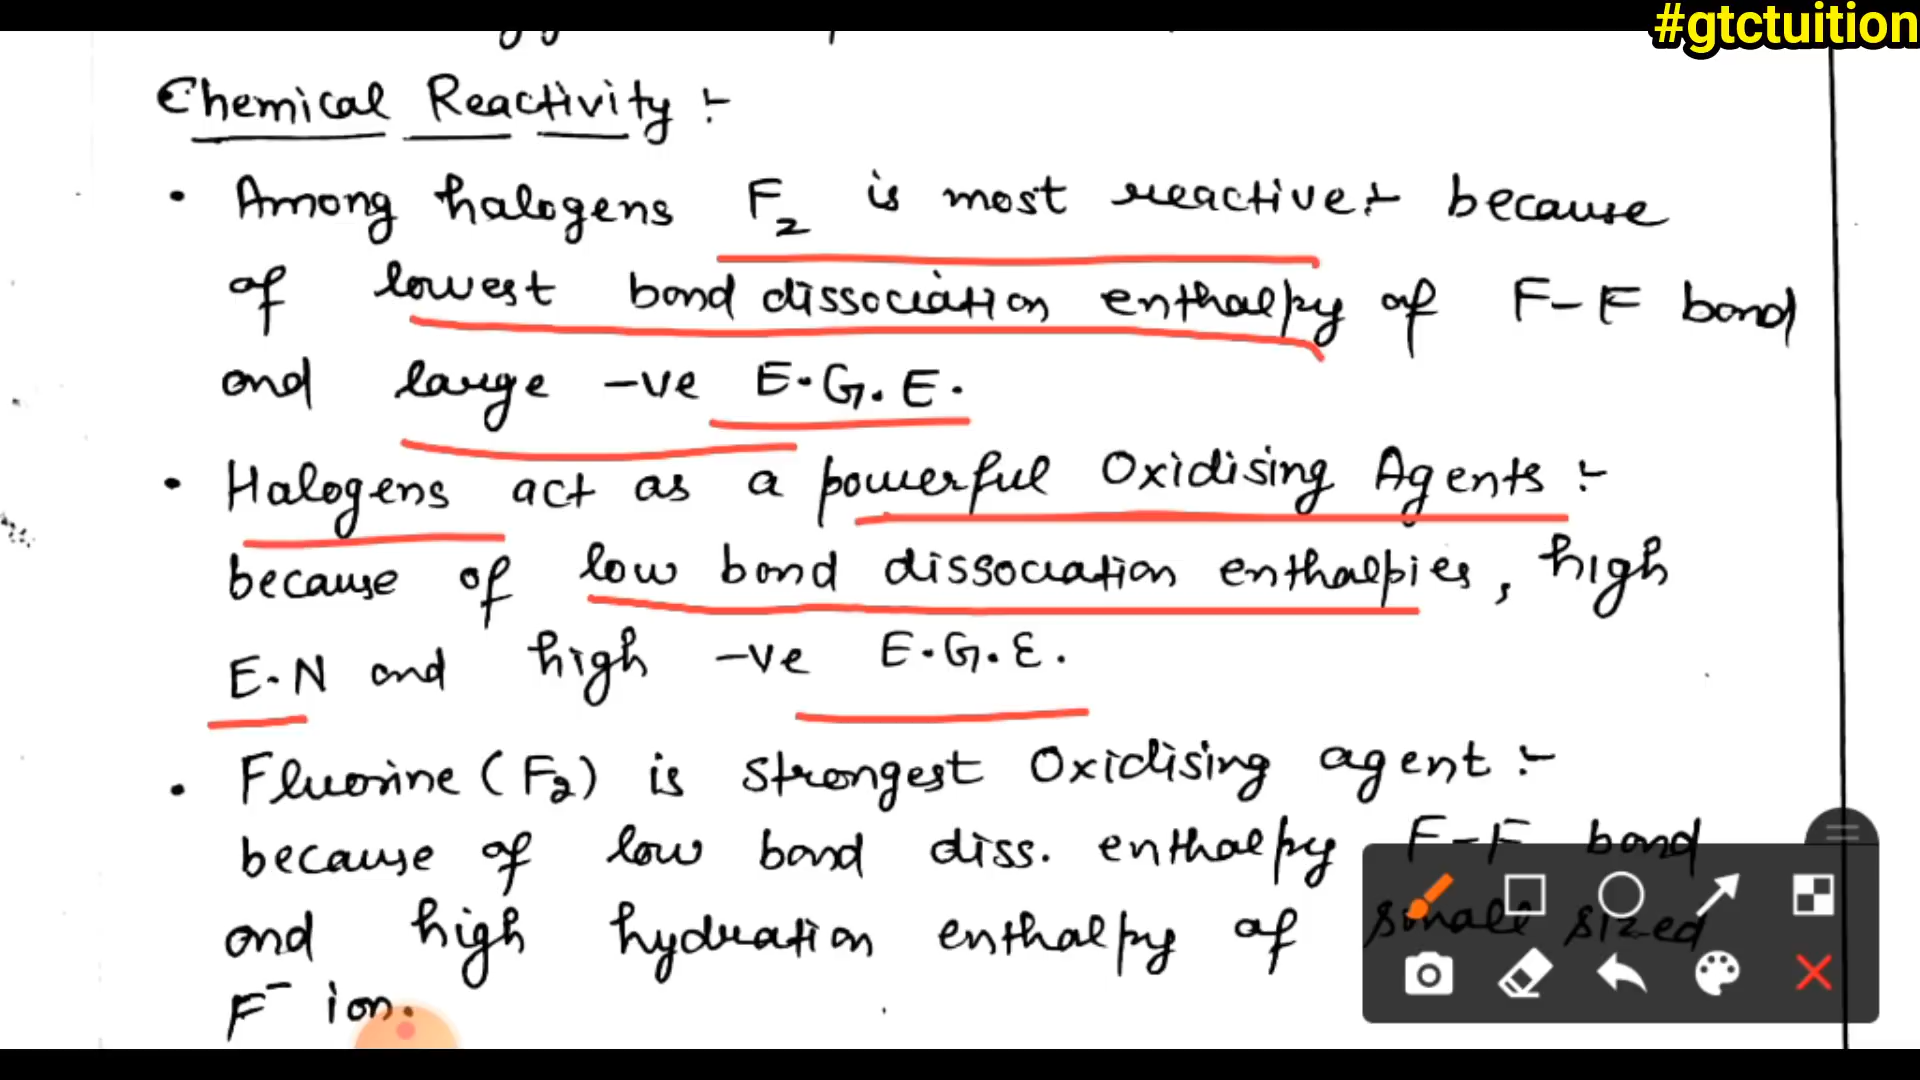 #gtctuition
Chemical Reactivity :-
• Among halogens F₂ is most reactive:- because
of lowest bond dissociation enthalpy of F-F bond
and large -ve E.G.E.
• Halogens act as a powerful Oxidising Agents :-
because of low bond dissociation enthalpies, high
E.N and high -ve E.G.E.
• Fluorine (F₂) is strongest Oxidising agent :-
because of low bond diss. enthalpy F-F bond
and high hydration enthalpy of small sized
F⁻ ion.